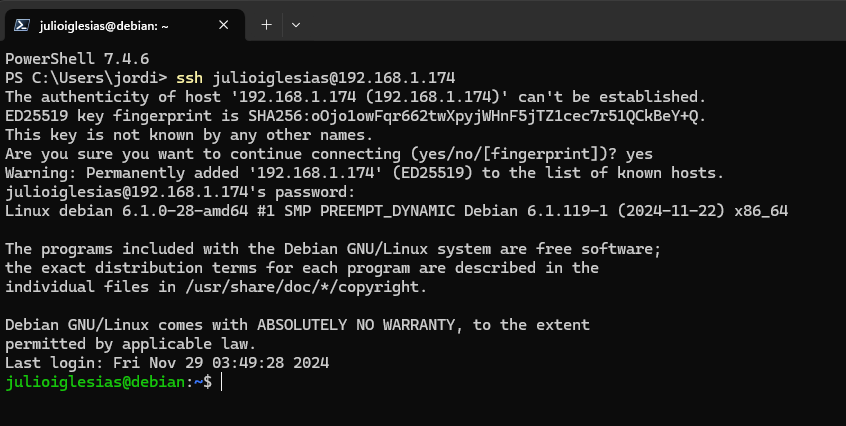 julioiglesias@debian: ~
PowerShell 7.4.6
PS C:\Users\jordi> ssh julioiglesias@192.168.1.174
The authenticity of host '192.168.1.174 (192.168.1.174)' can't be established.
ED25519 key fingerprint is SHA256:oOjo1owFqr662twXpyjWHnF5jTZ1cec7r51QCkBeY+Q.
This key is not known by any other names.
Are you sure you want to continue connecting (yes/no/[fingerprint])? yes
Warning: Permanently added '192.168.1.174' (ED25519) to the list of known hosts.
julioiglesias@192.168.1.174's password:
Linux debian 6.1.0-28-amd64 #1 SMP PREEMPT_DYNAMIC Debian 6.1.119-1 (2024-11-22) x86_64
The programs included with the Debian GNU/Linux system are free software;
the exact distribution terms for each program are described in the
individual files in /usr/share/doc/*/copyright.
Debian GNU/Linux comes with ABSOLUTELY NO WARRANTY, to the extent
permitted by applicable law.
Last login: Fri Nov 29 03:49:28 2024
julioiglesias@debian:~$